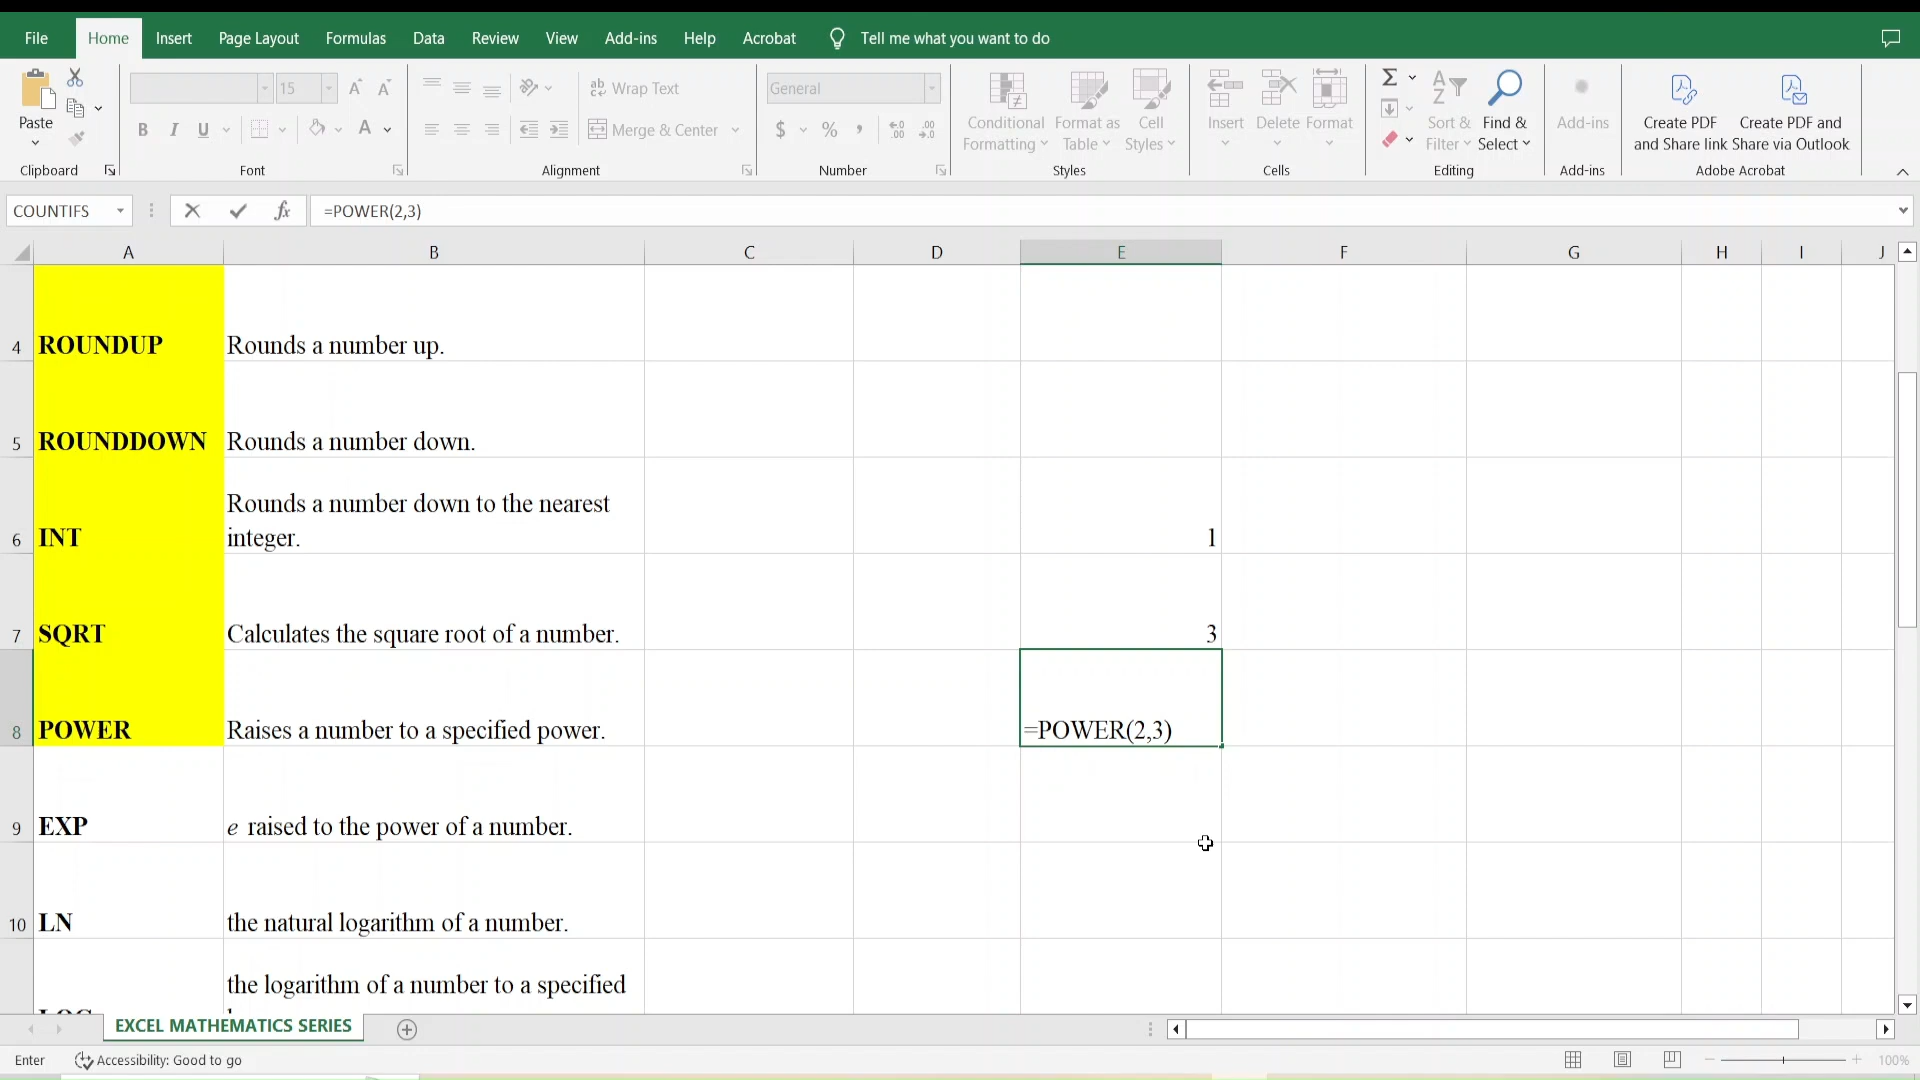 File Home Insert Page Layout Formulas Data Review View Add-ins Help Acrobat Tell me what you want to do
Paste
Clipboard
15
B I U A
Font
ab Wrap Text
Merge & Center
Alignment
General
$ % ,
Number
Conditional Formatting
Format as Table
Cell Styles
Styles
Insert Delete Format
Cells
Sort & Filter
Find & Select
Editing
Add-ins
Add-ins
Create PDF and Share link
Create PDF and Share via Outlook
Adobe Acrobat
COUNTIFS fx =POWER(2,3)
A B C D E F G H I J
4 ROUNDUP Rounds a number up.
5 ROUNDDOWN Rounds a number down.
Rounds a number down to the nearest
6 INT integer. 1
7 SQRT Calculates the square root of a number. 3
8 POWER Raises a number to a specified power. =POWER(2,3)
9 EXP e raised to the power of a number.
10 LN the natural logarithm of a number.
the logarithm of a number to a specified
EXCEL MATHEMATICS SERIES
Enter Accessibility: Good to go 100%